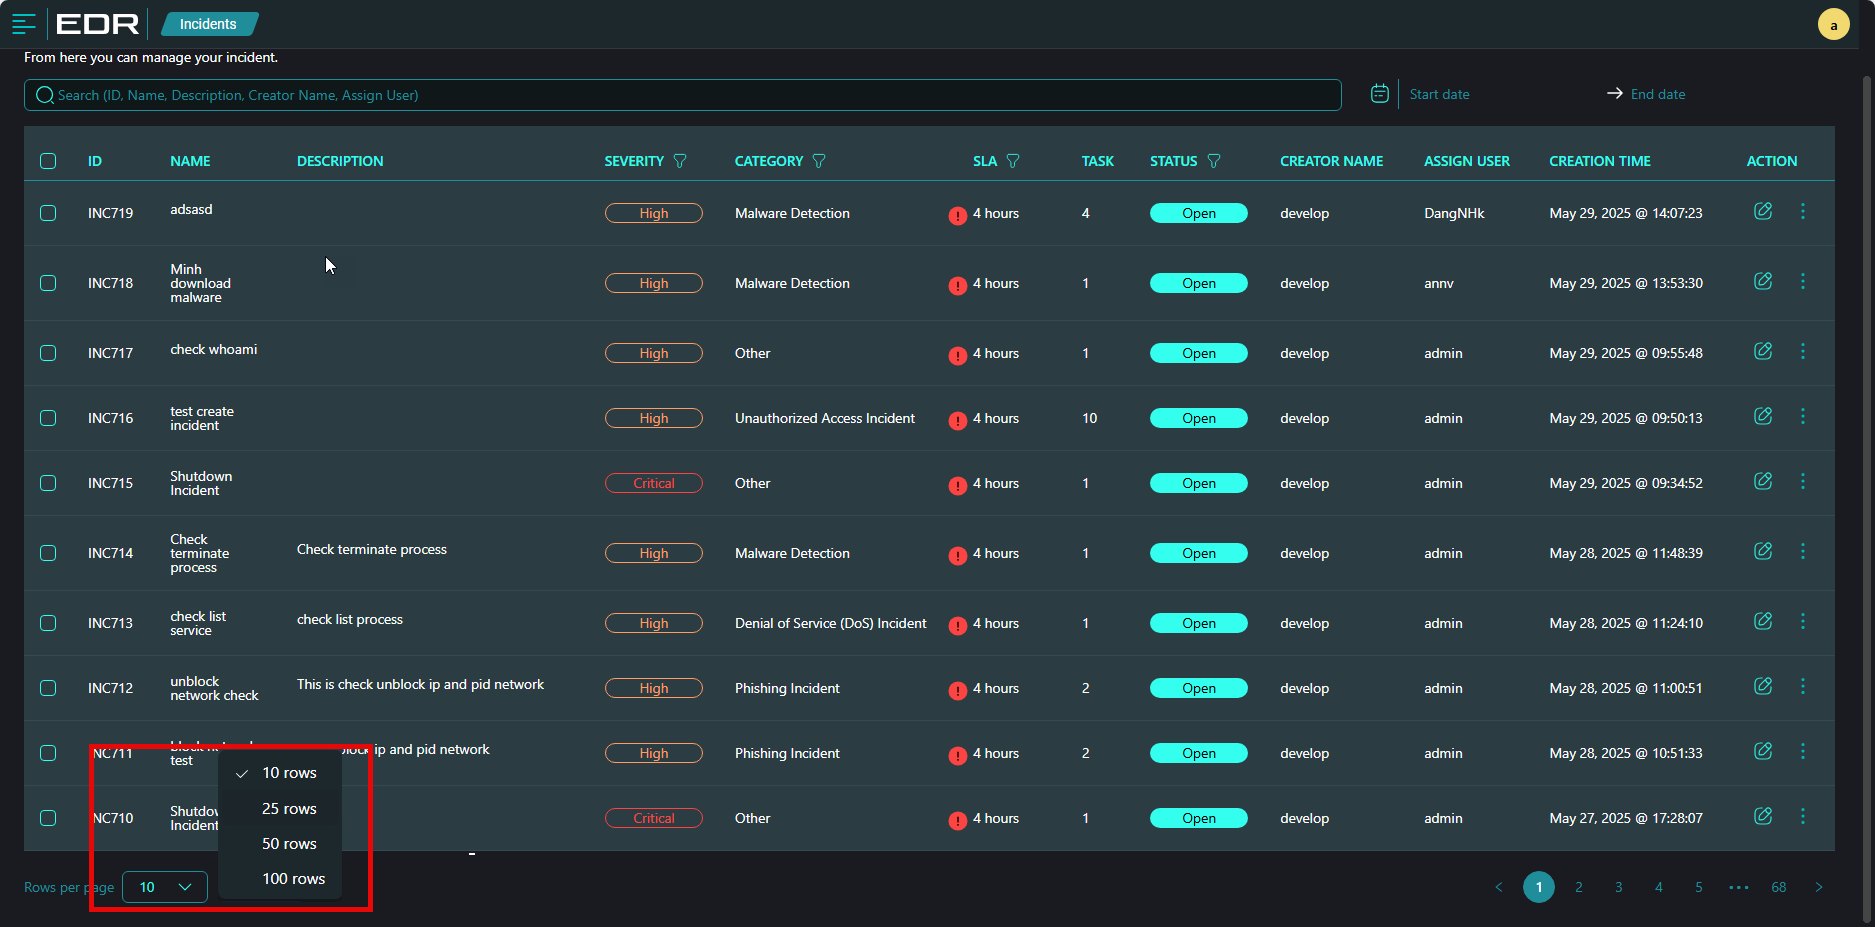 EDR
Incidents
a
From here you can manage your incident.
Search (ID, Name, Description, Creator Name, Assign User)
Start date
End date
ID NAME DESCRIPTION SEVERITY CATEGORY SLA TASK STATUS CREATOR NAME ASSIGN USER CREATION TIME ACTION
INC719 adsasd High Malware Detection 4 hours 4 Open develop DangNHk May 29, 2025 @ 14:07:23
INC718 Minh download malware High Malware Detection 4 hours 1 Open develop annv May 29, 2025 @ 13:53:30
INC717 check whoami High Other 4 hours 1 Open develop admin May 29, 2025 @ 09:55:48
INC716 test create incident High Unauthorized Access Incident 4 hours 10 Open develop admin May 29, 2025 @ 09:50:13
INC715 Shutdown Incident Critical Other 4 hours 1 Open develop admin May 29, 2025 @ 09:34:52
INC714 Check terminate process Check terminate process High Malware Detection 4 hours 1 Open develop admin May 28, 2025 @ 11:48:39
INC713 check list service check list process High Denial of Service (DoS) Incident 4 hours 1 Open develop admin May 28, 2025 @ 11:24:10
INC712 unblock network check This is check unblock ip and pid network High Phishing Incident 4 hours 2 Open develop admin May 28, 2025 @ 11:00:51
NC711 test ip and pid network High Phishing Incident 4 hours 2 Open develop admin May 28, 2025 @ 10:51:33
NC710 Incident Critical Other 4 hours 1 Open develop admin May 27, 2025 @ 17:28:07
10 rows
25 rows
50 rows
100 rows
Rows per page 10
1 2 3 4 5 ••• 68